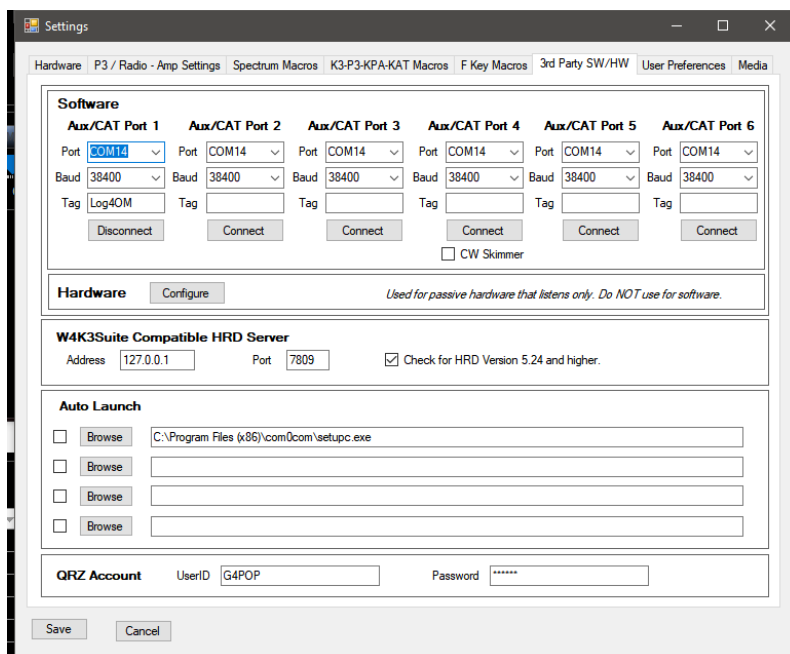 Settings
Hardware P3 / Radio - Amp Settings Spectrum Macros K3-P3-KPA-KAT Macros F Key Macros 3rd Party SW/HW User Preferences Media
Software
Aux/CAT Port 1 Aux/CAT Port 2 Aux/CAT Port 3 Aux/CAT Port 4 Aux/CAT Port 5 Aux/CAT Port 6
Port COM14 Port COM14 Port COM14 Port COM14 Port COM14 Port COM14
Baud 38400 Baud 38400 Baud 38400 Baud 38400 Baud 38400 Baud 38400
Tag Log4OM Tag Tag Tag Tag Tag
Disconnect Connect Connect Connect Connect Connect
CW Skimmer
Hardware Configure Used for passive hardware that listens only. Do NOT use for software.
W4K3Suite Compatible HRD Server
Address 127.0.0.1 Port 7809 Check for HRD Version 5.24 and higher.
Auto Launch
Browse C:\Program Files (x86)\com0com\setupc.exe
Browse
Browse
Browse
QRZ Account UserID G4POP Password ******
Save Cancel